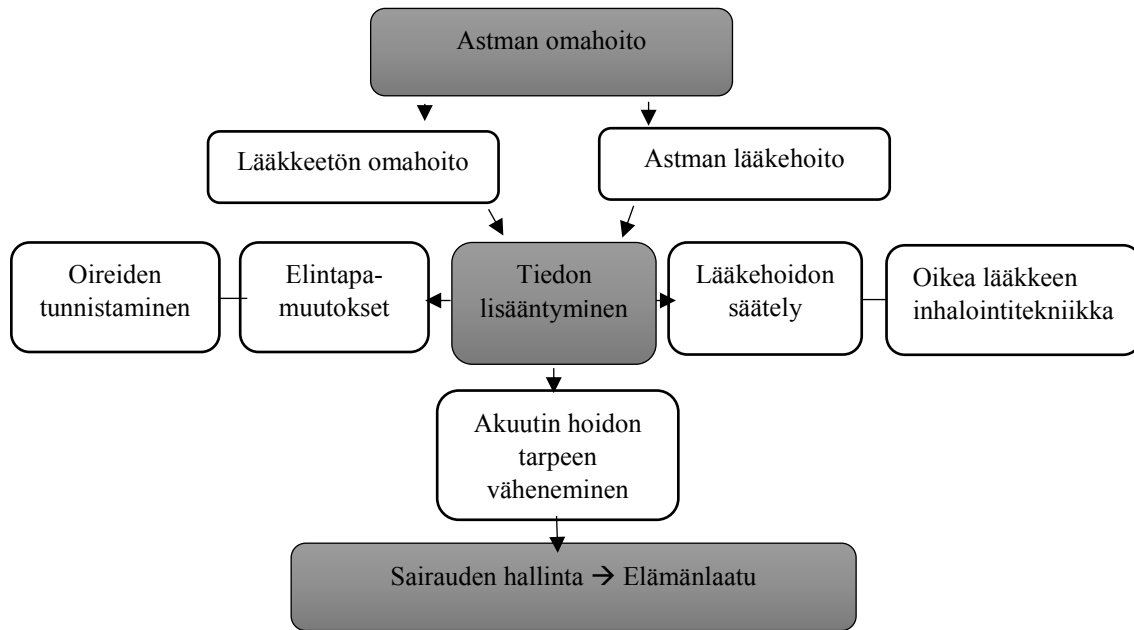 Astman omahoito
Lääkkeetön omahoito
Astman lääkehoito
Oireiden
tunnistaminen
Elintapa-
muutokset
Tiedon
lisääntyminen
Lääkehoidon
säätely
Oikea lääkkeen
inhalointitekniikka
Akuutin hoidon
tarpeen
väheneminen
Sairauden hallinta → Elämänlaatu